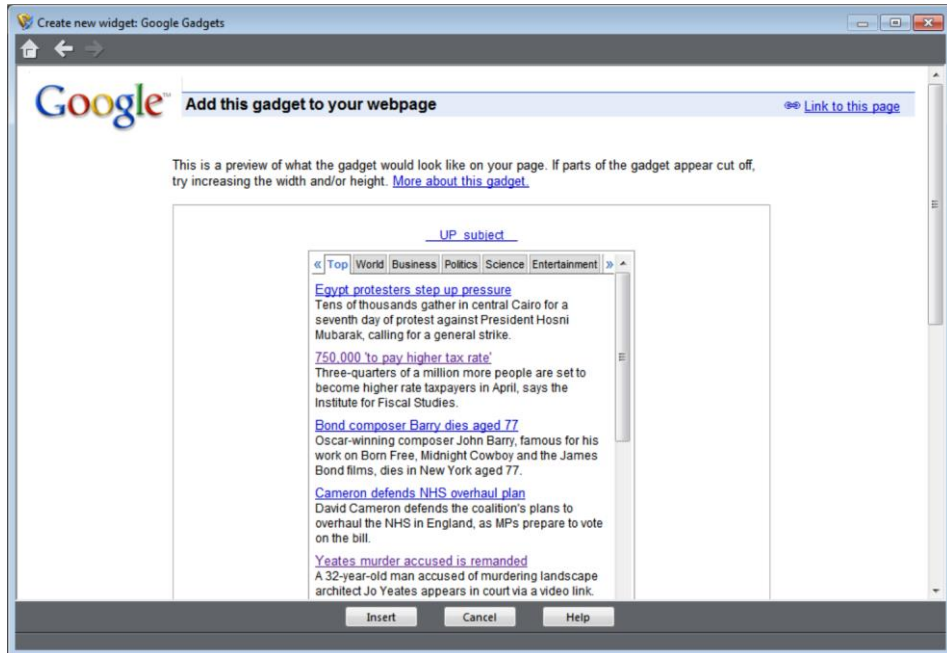 Create new widget: Google Gadgets
Google™
Add this gadget to your webpage
Link to this page
This is a preview of what the gadget would look like on your page. If parts of the gadget appear cut off,
try increasing the width and/or height. More about this gadget.
__UP_subject__
« Top World Business Politics Science Entertainment »
Egypt protesters step up pressure
Tens of thousands gather in central Cairo for a
seventh day of protest against President Hosni
Mubarak, calling for a general strike.
750,000 'to pay higher tax rate'
Three-quarters of a million more people are set to
become higher rate taxpayers in April, says the
Institute for Fiscal Studies.
Bond composer Barry dies aged 77
Oscar-winning composer John Barry, famous for his
work on Born Free, Midnight Cowboy and the James
Bond films, dies in New York aged 77.
Cameron defends NHS overhaul plan
David Cameron defends the coalition's plans to
overhaul the NHS in England, as MPs prepare to vote
on the bill.
Yeates murder accused is remanded
A 32-year-old man accused of murdering landscape
architect Jo Yeates appears in court via a video link.
Insert Cancel Help